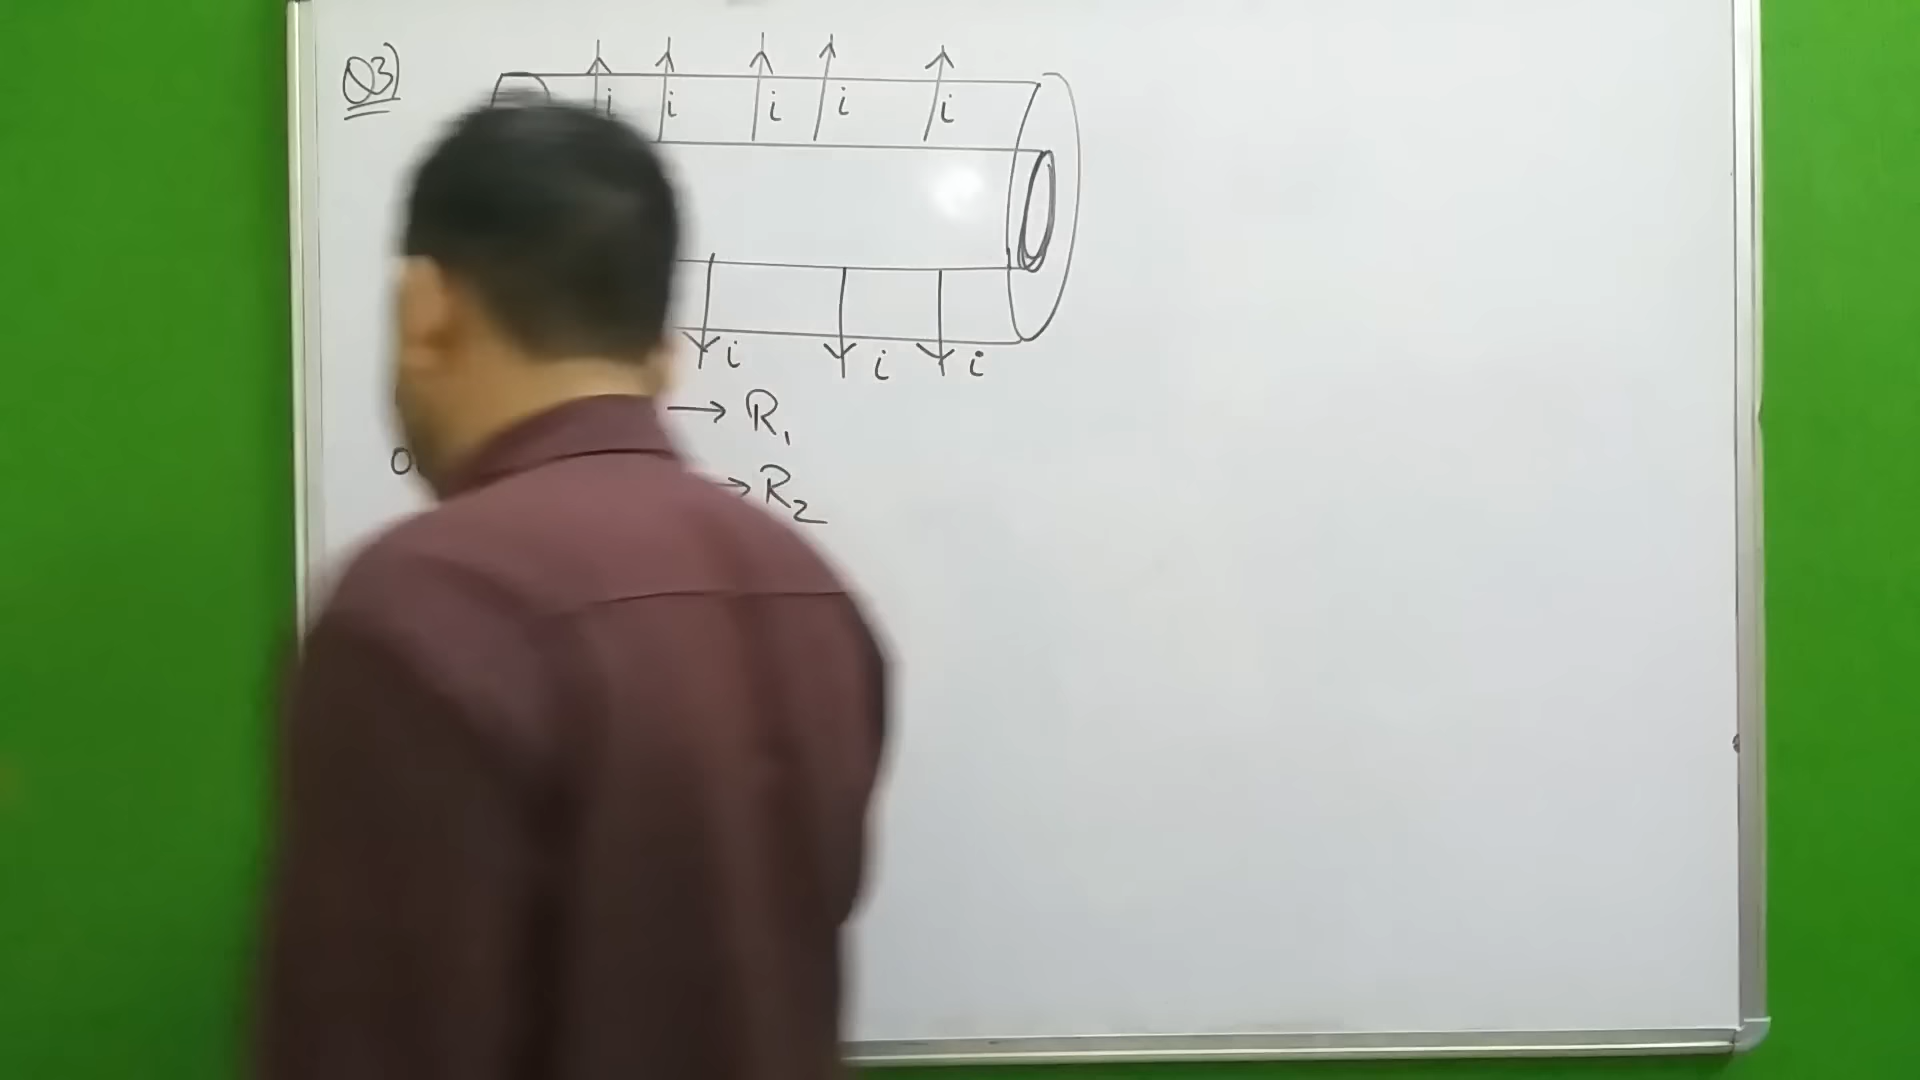 Q3)
i i i i i
i i i
→ R₁
→ R₂